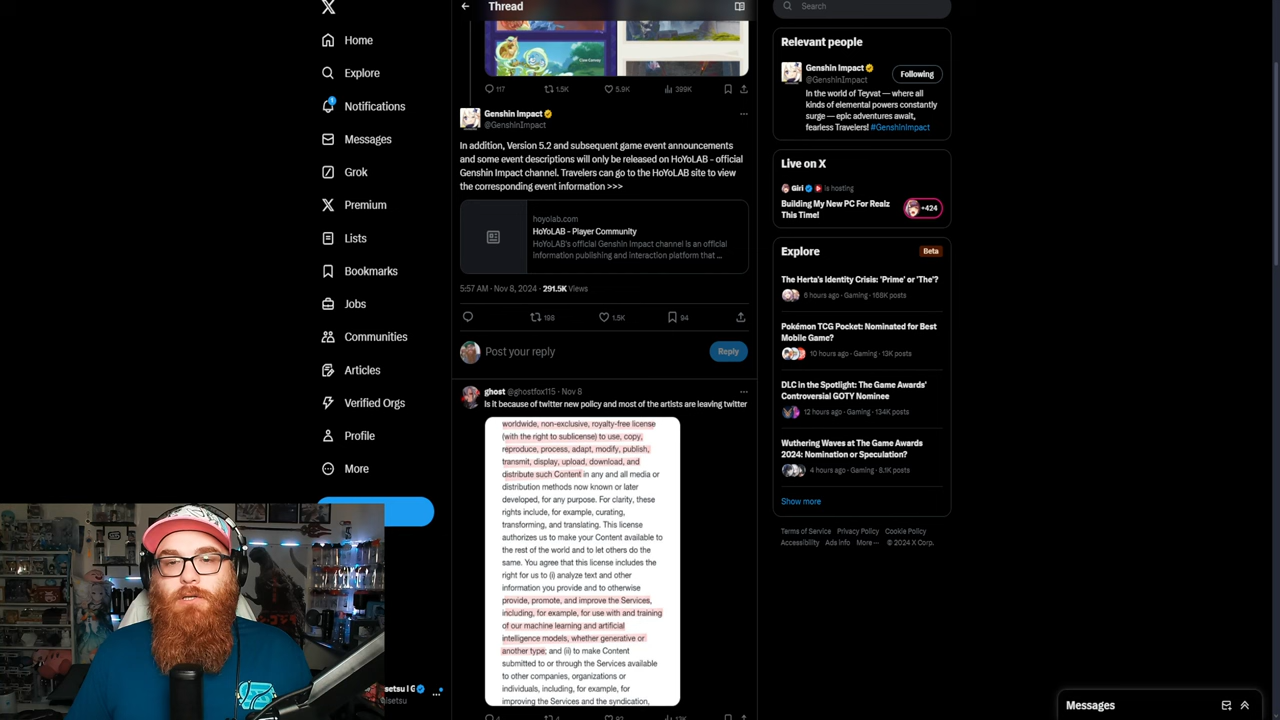 Thread
Search
Home
Explore
Notifications
Messages
Grok
Premium
Lists
Bookmarks
Jobs
Communities
Articles
Verified Orgs
Profile
More
117
1.5K
5.9K
399K
Genshin Impact
@GenshinImpact
In addition, Version 5.2 and subsequent game event announcements
and some event descriptions will only be released on HoYoLAB - official
Genshin Impact channel. Travelers can go to the HoYoLAB site to view
the corresponding event information >>>
hoyolab.com
HoYoLAB - Player Community
HoYoLAB's official Genshin Impact channel is an official
information publishing and interaction platform that ...
5:57 AM · Nov 8, 2024 · 291.5K Views
198
1.5K
94
Post your reply
Reply
ghost @ghostfox115 · Nov 8
Is it because of twitter new policy and most of the artists are leaving twitter
worldwide, non-exclusive, royalty-free license
(with the right to sublicense) to use, copy,
reproduce, process, adapt, modify, publish,
transmit, display, upload, download, and
distribute such Content in any and all media or
distribution methods now known or later
developed, for any purpose. For clarity, these
rights include, for example, curating,
transforming, and translating. This license
authorizes us to make your Content available to
the rest of the world and to let others do the
same. You agree that this license includes the
right for us to (i) analyze text and other
information you provide and to otherwise
provide, promote, and improve the Services,
including, for example, for use with and training
of our machine learning and artificial
intelligence models, whether generative or
another type; and (ii) to make Content
submitted to or through the Services available
to other companies, organizations or
individuals, including, for example, for
improving the Services and the syndication,
Relevant people
Genshin Impact
@GenshinImpact
Following
In the world of Teyvat — where all
kinds of elemental powers constantly
surge — epic adventures await,
fearless Travelers! #GenshinImpact
Live on X
Giri is hosting
Building My New PC For Realz
This Time!
+424
Explore
Beta
The Herta's Identity Crisis: 'Prime' or 'The'?
6 hours ago · Gaming · 168K posts
Pokémon TCG Pocket: Nominated for Best
Mobile Game?
10 hours ago · Gaming · 13K posts
DLC in the Spotlight: The Game Awards'
Controversial GOTY Nominee
12 hours ago · Gaming · 134K posts
Wuthering Waves at The Game Awards
2024: Nomination or Speculation?
4 hours ago · Gaming · 8.1K posts
Show more
Terms of Service Privacy Policy Cookie Policy
Accessibility Ads info More ··· © 2024 X Corp.
Messages